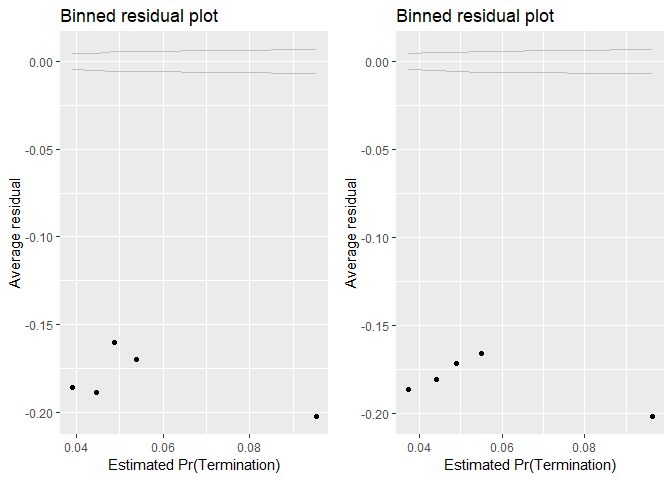 Binned residual plot
0.00
-0.05
-0.10
-0.15
-0.20
Average residual
0.04
0.06
0.08
Estimated Pr(Termination)
Binned residual plot
0.00
-0.05
-0.10
-0.15
-0.20
Average residual
0.04
0.06
0.08
Estimated Pr(Termination)